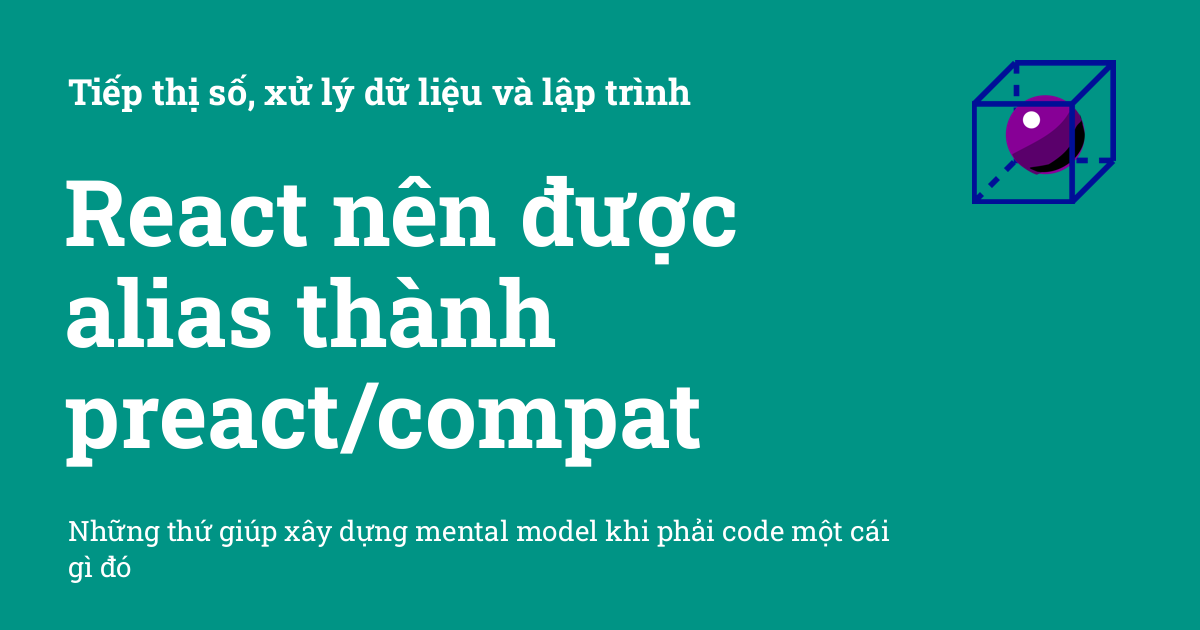 Tiếp thị số, xử lý dữ liệu và lập trình
React nên được
alias thành
preact/compat
Những thứ giúp xây dựng mental model khi phải code một cái
gì đó